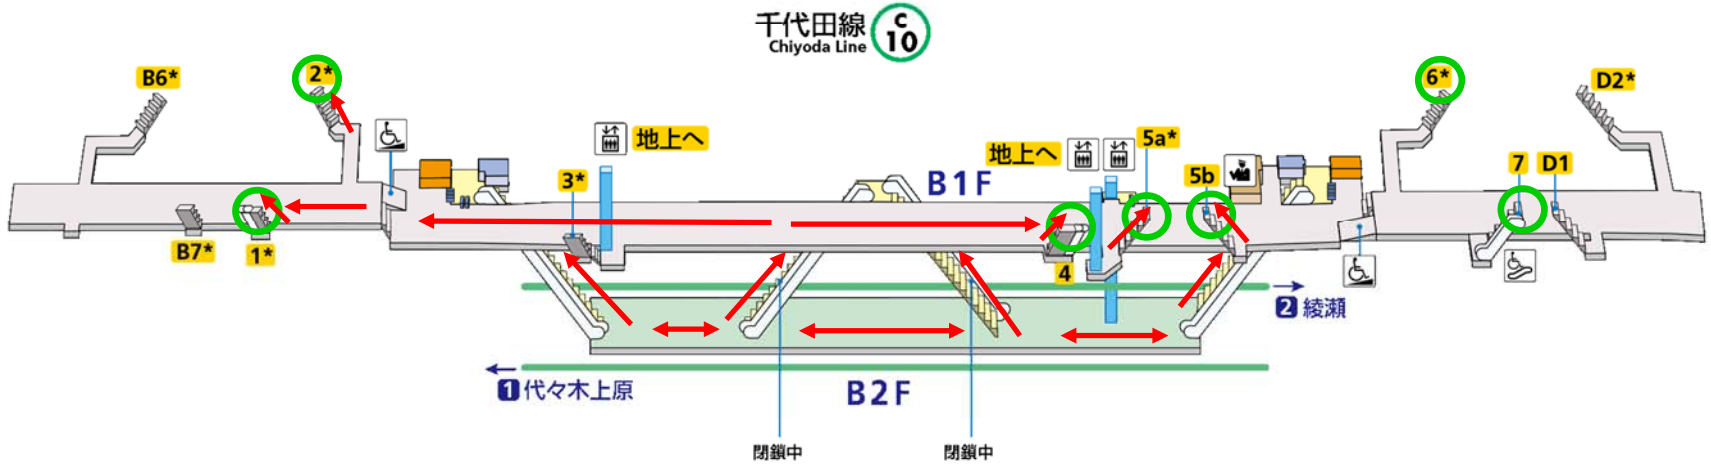 千代田線
Chiyoda Line
C
10
B6*
2*
6*
D2*
地上へ
地上へ
5a*
3*
B1F
5b
7
D1
B7*
1*
4
2 綾瀬
1 代々木上原
B2F
閉鎖中
閉鎖中